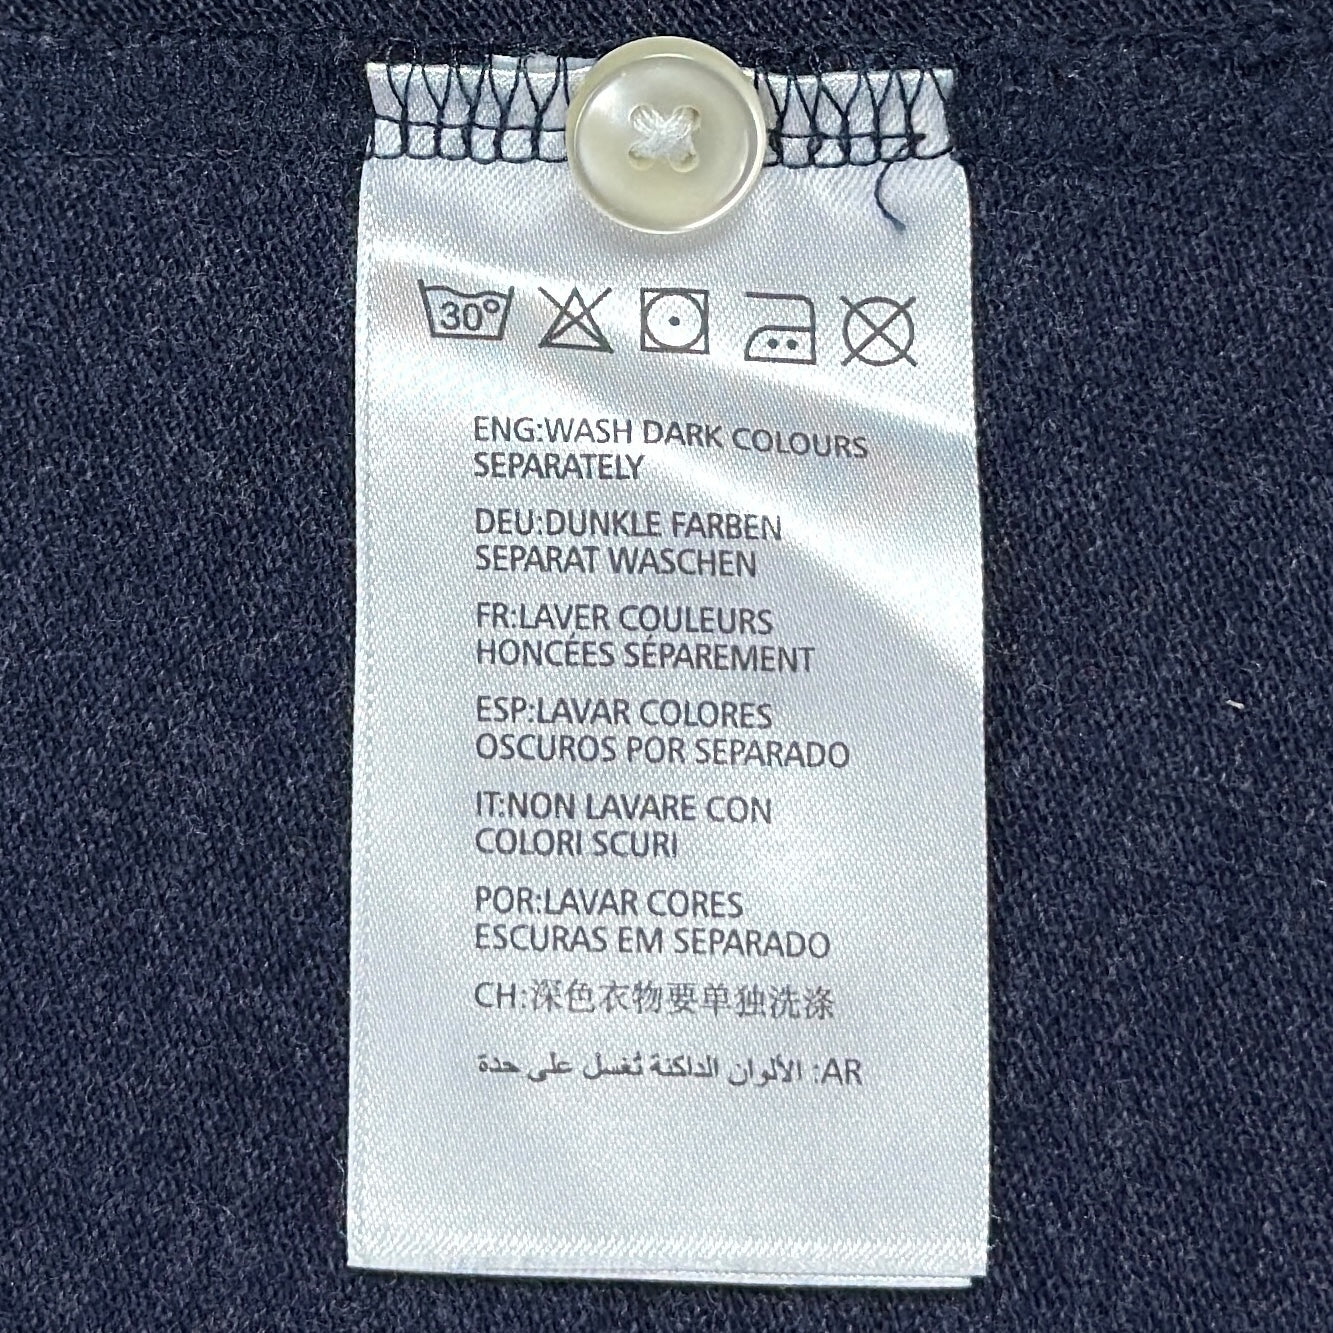 30°
ENG:WASH DARK COLOURS
SEPARATELY
DEU:DUNKLE FARBEN
SEPARAT WASCHEN
FR:LAVER COULEURS
HONCÉES SÉPAREMENT
ESP:LAVAR COLORES
OSCUROS POR SEPARADO
IT:NON LAVARE CON
COLORI SCURI
POR:LAVAR CORES
ESCURAS EM SEPARADO
CH:深色衣物要单独洗涤
AR: الألوان الداكنة تُغسل على حدة